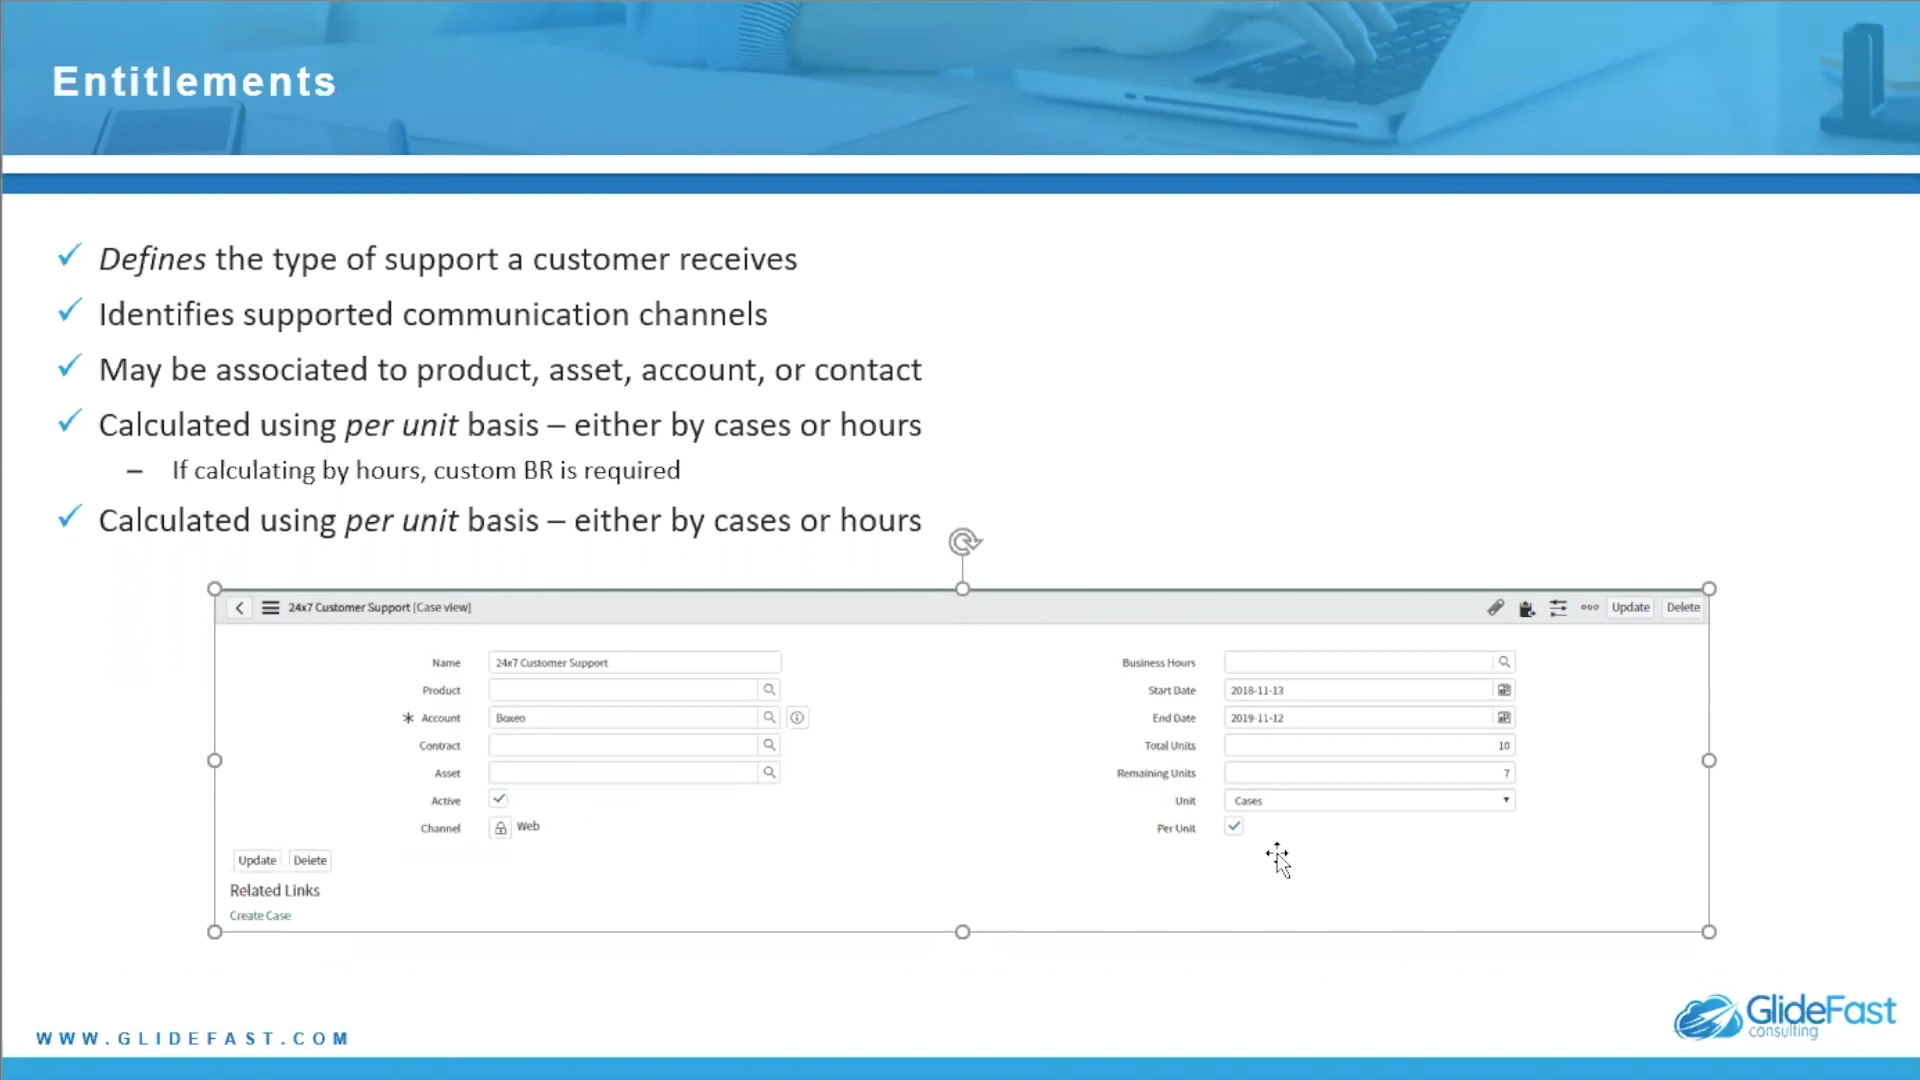 Entitlements
Defines the type of support a customer receives
Identifies supported communication channels
May be associated to product, asset, account, or contact
Calculated using per unit basis – either by cases or hours
– If calculating by hours, custom BR is required
Calculated using per unit basis – either by cases or hours
24x7 Customer Support [Case view]
Update Delete
Name 24x7 Customer Support
Product
* Account Boxeo
Contract
Asset
Active
Channel Web
Business Hours
Start Date 2018-11-13
End Date 2019-11-12
Total Units 10
Remaining Units 7
Unit Cases
Per Unit
Update Delete
Related Links
Create Case
WWW.GLIDEFAST.COM
GlideFast
consulting